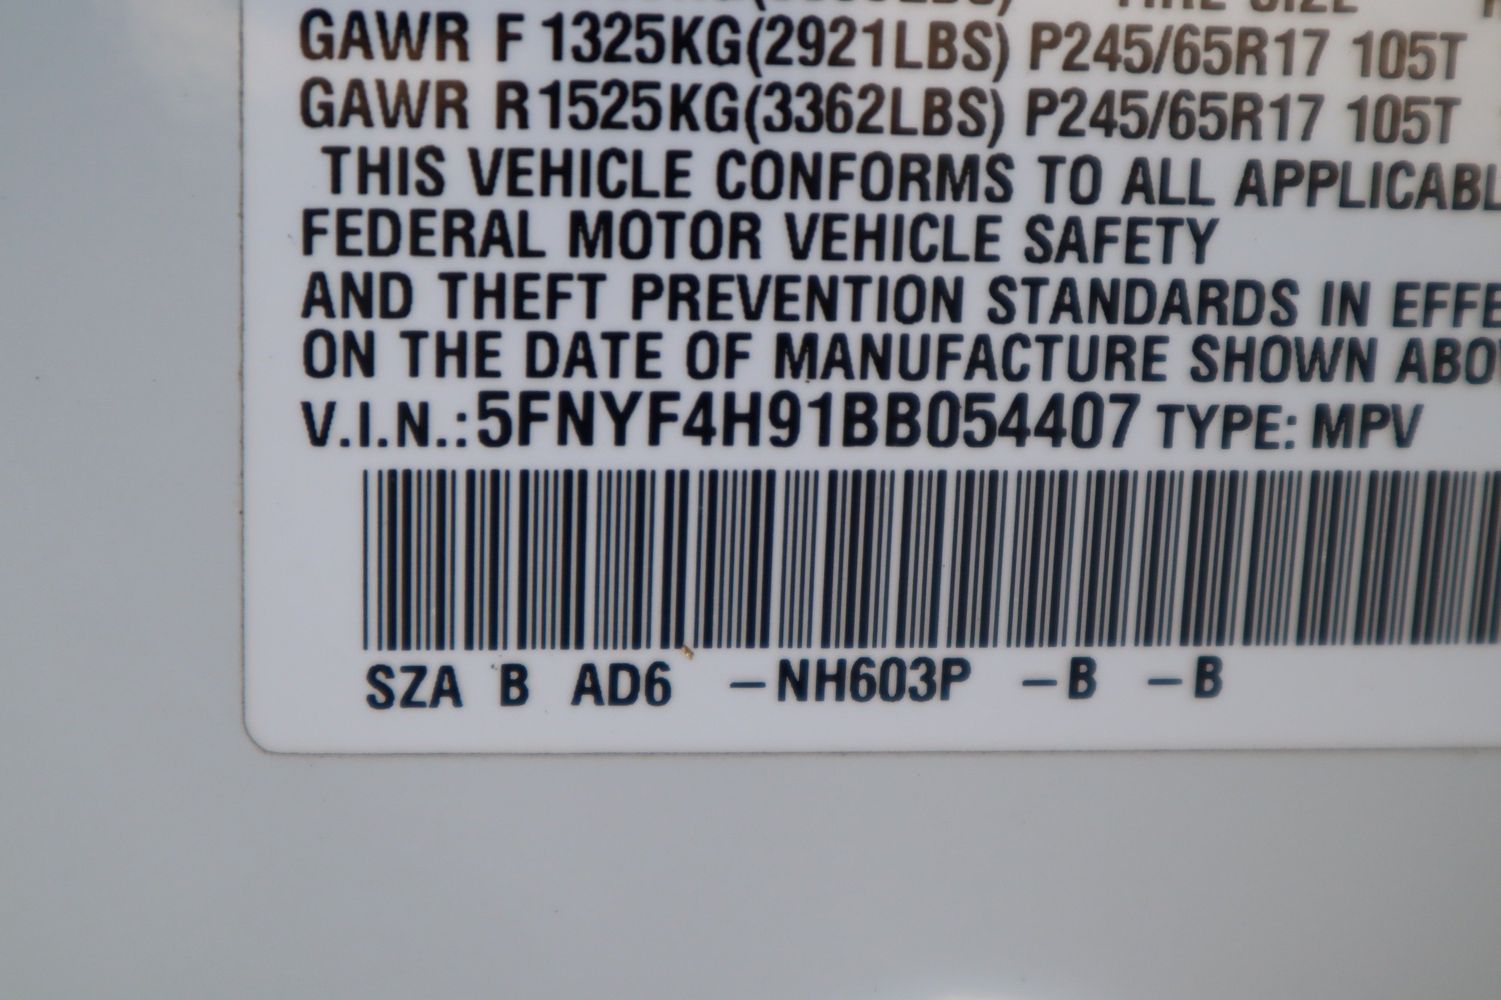 GAWR F 1325KG(2921LBS) P245/65R17 105T
GAWR R1525KG(3362LBS) P245/65R17 105T
THIS VEHICLE CONFORMS TO ALL APPLICABL
FEDERAL MOTOR VEHICLE SAFETY
AND THEFT PREVENTION STANDARDS IN EFFE
ON THE DATE OF MANUFACTURE SHOWN ABO
V.I.N.:5FNYF4H91BB054407 TYPE: MPV
SZA B AD6 –NH603P –B –B